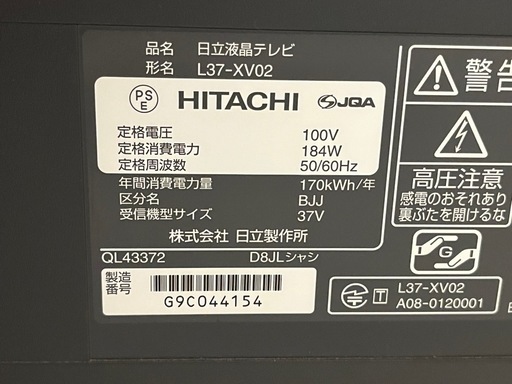 品名 日立液晶テレビ
形名 L37-XV02
PS
E
HITACHI JQA
定格電圧 100V
定格消費電力 184W
定格周波数 50/60Hz
年間消費電力量 170kWh/年
区分名 BJJ
受信機型サイズ 37V
株式会社 日立製作所
QL43372 D8JLシャシ
製造
番号
G9C044154
警告
高圧注意
感電のおそれあり
裏ぶたを開けるな
G
T L37-XV02
A08-0120001